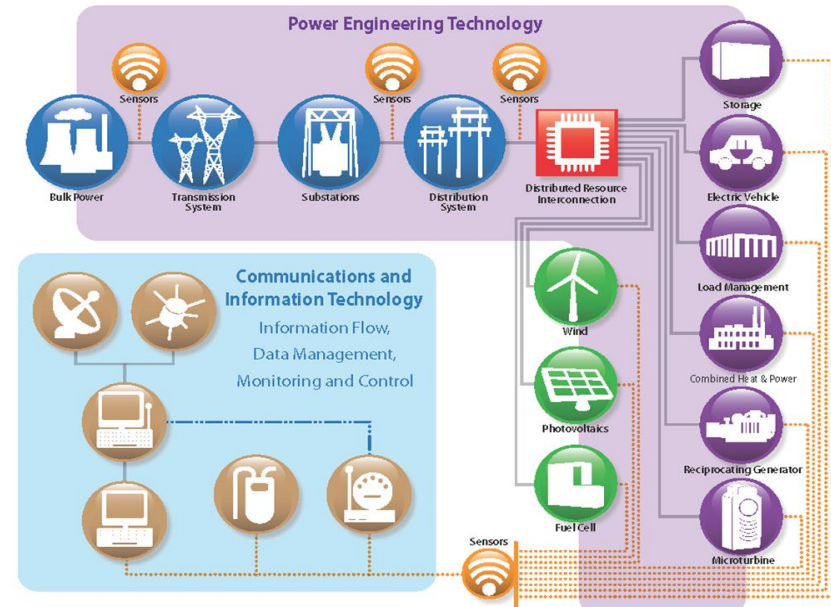 Power Engineering Technology
Sensors
Sensors
Sensors
Bulk Power
Transmission
System
Substations
Distribution
System
Distributed Resource
Interconnection
Storage
Electric Vehicle
Load Management
Combined Heat & Power
Reciprocating Generator
Microturbine
Wind
Photovoltaics
Fuel Cell
Communications and
Information Technology
Information Flow,
Data Management,
Monitoring and Control
Sensors